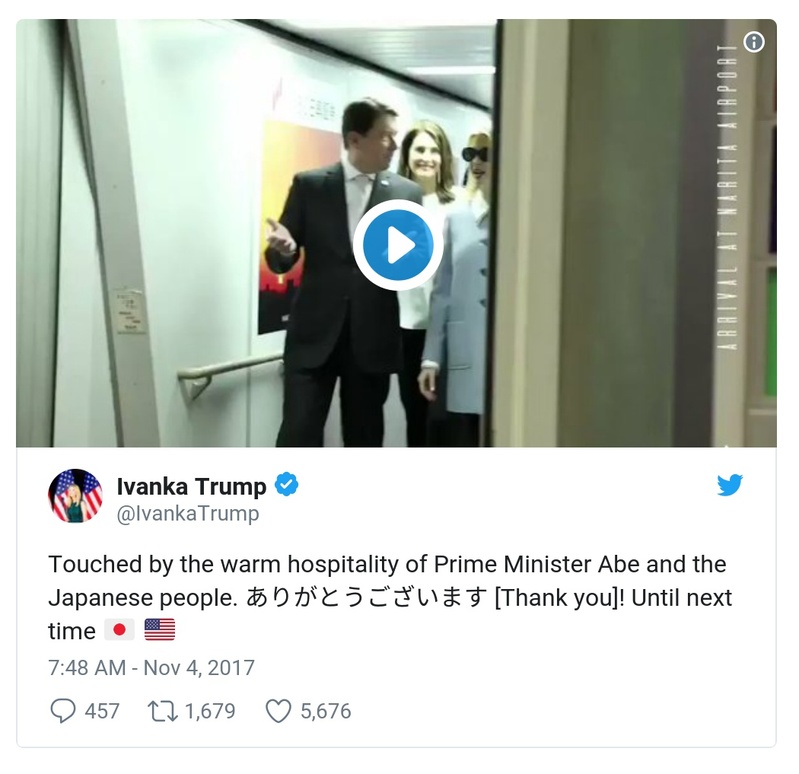 ARRIVAL AT NARITA AIRPORT
Ivanka Trump
@IvankaTrump
Touched by the warm hospitality of Prime Minister Abe and the
Japanese people. ありがとうございます [Thank you]! Until next
time 🇯🇵 🇺🇸
7:48 AM - Nov 4, 2017
457 1,679 5,676